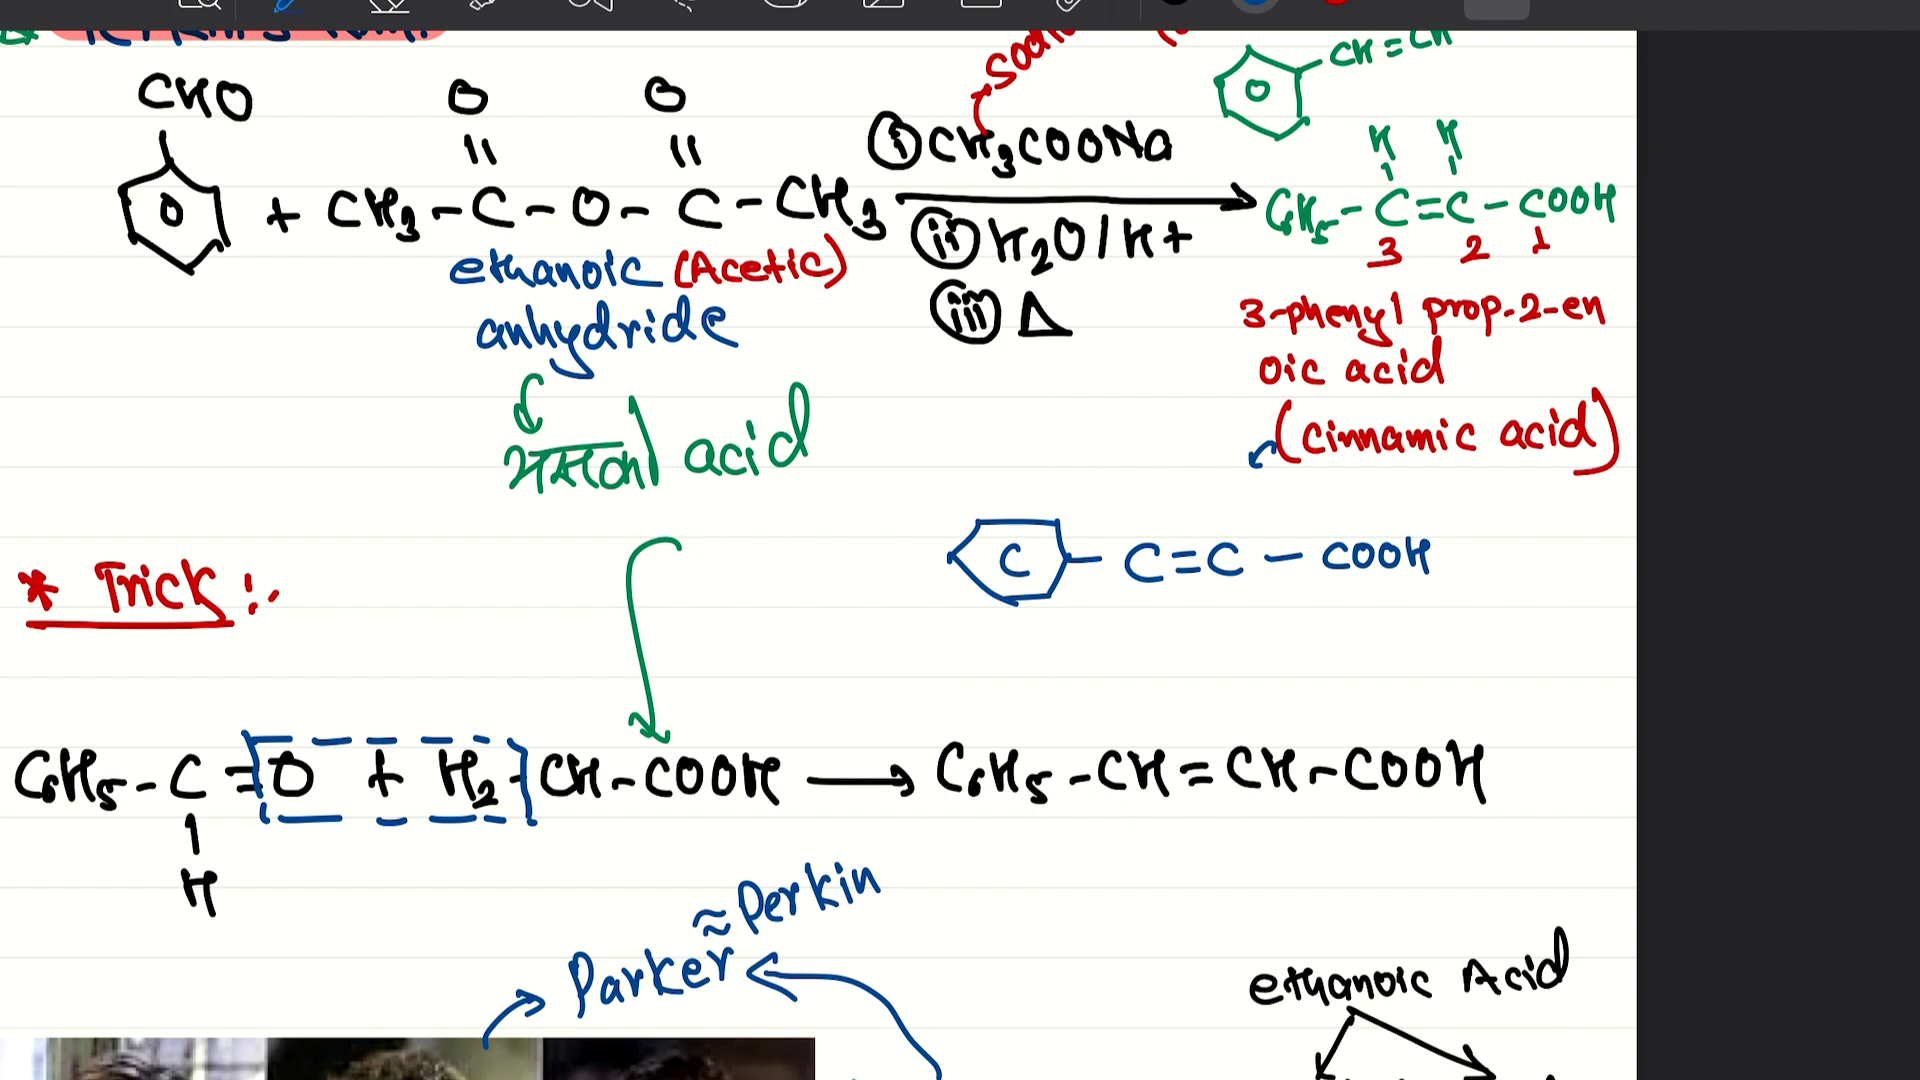 CHO O O
CH=CH
H H
+ CH3-C-O-C-CH3 (i) CH3COONa → C6H5-C=C-COOH
3 2 1
ethanoic (Acetic) (ii) H2O/H+
anhydride (iii) Δ
3-phenyl prop-2-en
oic acid
(cinnamic acid)
acid
* Trick :-
C - C=C - COOH
C6H5-C=O + H2-CH-COOH → C6H5-CH=CH-COOH
H
≈ Perkin
Parker
ethanoic Acid